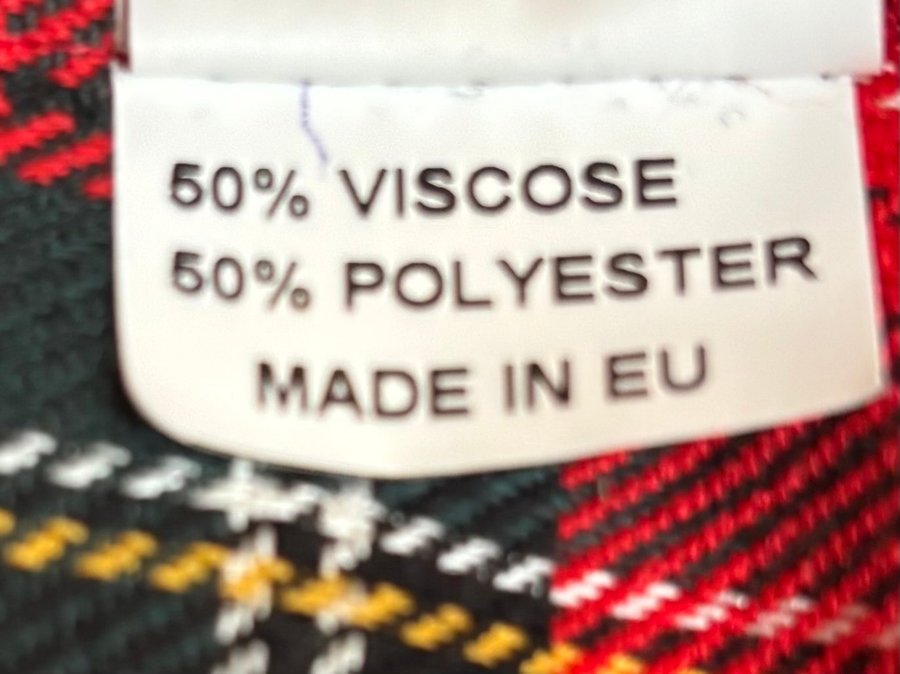 50% VISCOSE
50% POLYESTER
MADE IN EU